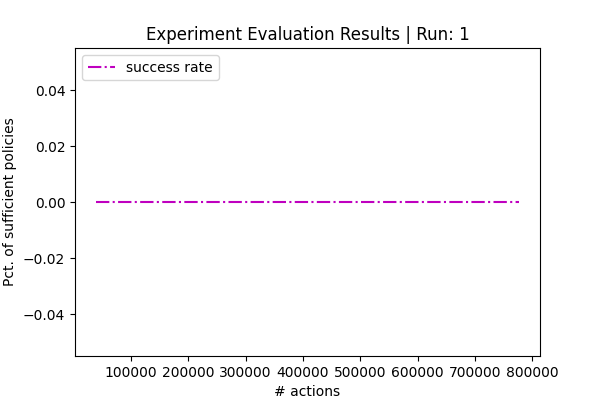 Experiment Evaluation Results | Run: 1
success rate
Pct. of sufficient policies
0.04
0.02
0.00
−0.02
−0.04
100000 200000 300000 400000 500000 600000 700000 800000
# actions